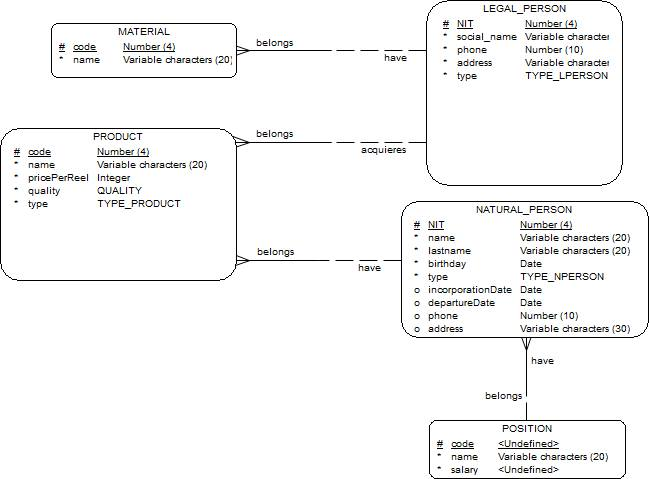 MATERIAL
# code Number (4)
* name Variable characters (20)
belongs
have
LEGAL_PERSON
# NIT Number (4)
* social_name Variable character
* phone Number (10)
* address Variable character
* type TYPE_LPERSON
PRODUCT
# code Number (4)
* name Variable characters (20)
* pricePerReel Integer
* quality QUALITY
* type TYPE_PRODUCT
belongs
acquieres
belongs
have
NATURAL_PERSON
# NIT Number (4)
* name Variable characters (20)
* lastname Variable characters (20)
* birthday Date
* type TYPE_NPERSON
o incorporationDate Date
o departureDate Date
o phone Number (10)
o address Variable characters (30)
have
belongs
POSITION
# code <Undefined>
* name Variable characters (20)
* salary <Undefined>